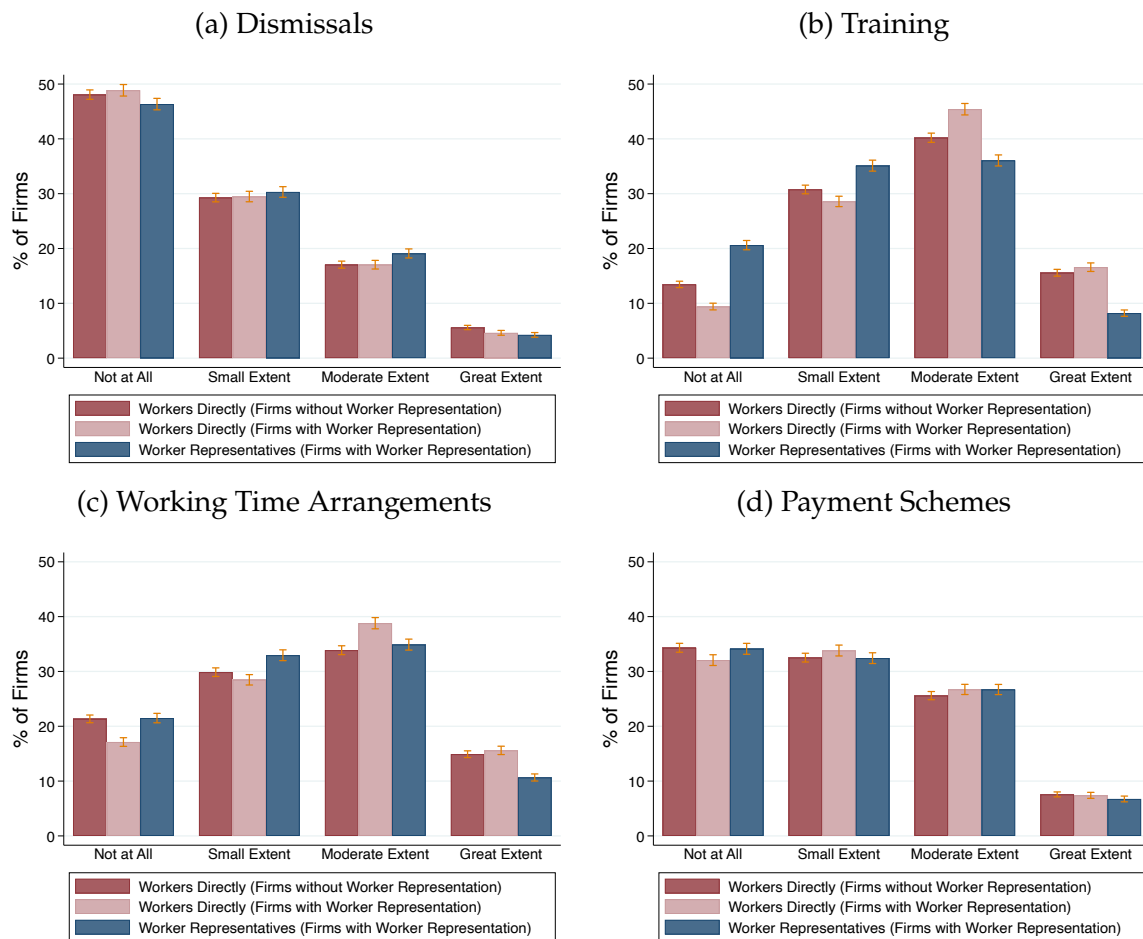 (a) Dismissals
% of Firms
50
40
30
20
10
0
Not at All Small Extent Moderate Extent Great Extent
Workers Directly (Firms without Worker Representation)
Workers Directly (Firms with Worker Representation)
Worker Representatives (Firms with Worker Representation)
(b) Training
% of Firms
50
40
30
20
10
0
Not at All Small Extent Moderate Extent Great Extent
Workers Directly (Firms without Worker Representation)
Workers Directly (Firms with Worker Representation)
Worker Representatives (Firms with Worker Representation)
(c) Working Time Arrangements
% of Firms
50
40
30
20
10
0
Not at All Small Extent Moderate Extent Great Extent
Workers Directly (Firms without Worker Representation)
Workers Directly (Firms with Worker Representation)
Worker Representatives (Firms with Worker Representation)
(d) Payment Schemes
% of Firms
50
40
30
20
10
0
Not at All Small Extent Moderate Extent Great Extent
Workers Directly (Firms without Worker Representation)
Workers Directly (Firms with Worker Representation)
Worker Representatives (Firms with Worker Representation)